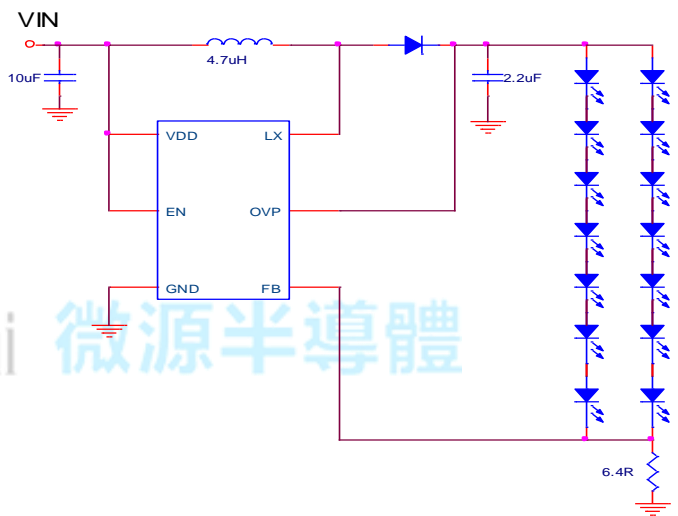 VIN
10uF
4.7uH
2.2uF
VDD
LX
EN
OVP
GND
FB
i 微源半導體
6.4R